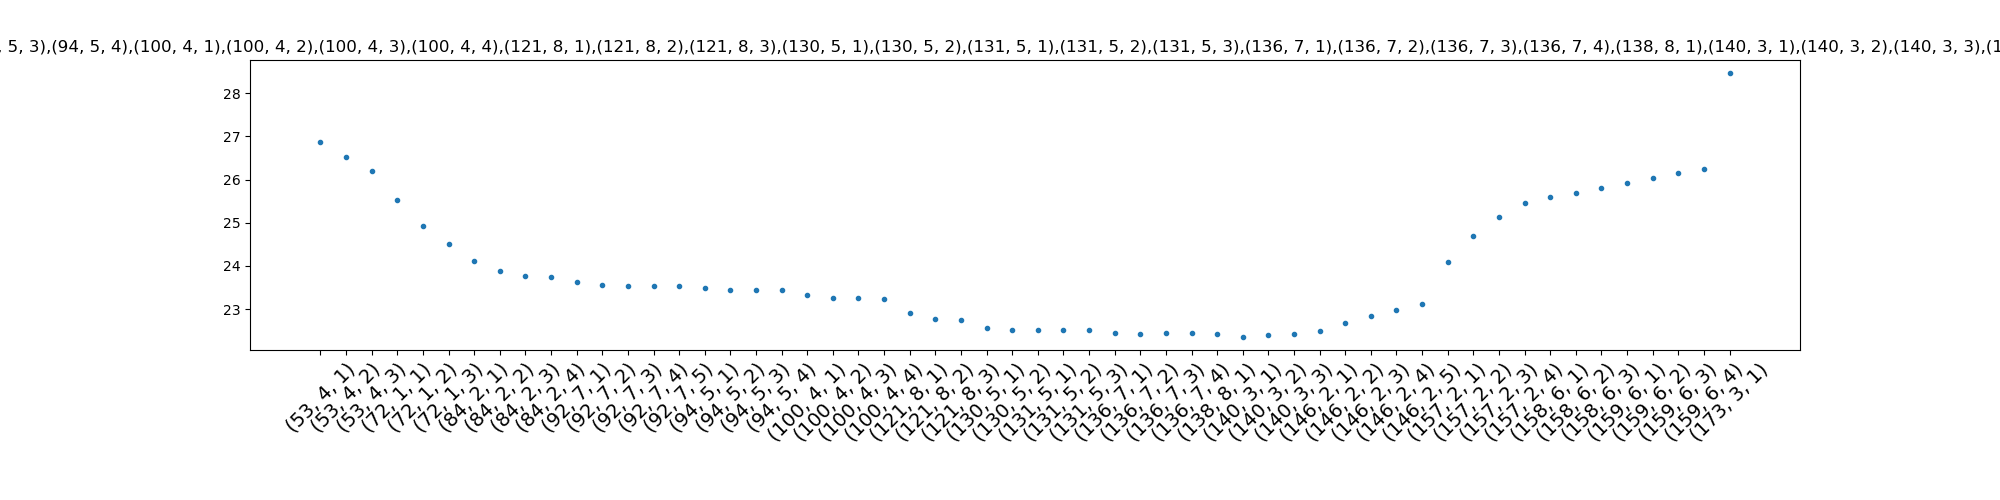 5, 3),(94, 5, 4),(100, 4, 1),(100, 4, 2),(100, 4, 3),(100, 4, 4),(121, 8, 1),(121, 8, 2),(121, 8, 3),(130, 5, 1),(130, 5, 2),(131, 5, 1),(131, 5, 2),(131, 5, 3),(136, 7, 1),(136, 7, 2),(136, 7, 3),(136, 7, 4),(138, 8, 1),(140, 3, 1),(140, 3, 2),(140, 3, 3),(1
28
27
26
25
24
23
(53, 4, 1)
(53, 4, 2)
(53, 4, 3)
(72, 1, 1)
(72, 1, 2)
(72, 1, 3)
(84, 2, 1)
(84, 2, 2)
(84, 2, 3)
(84, 2, 4)
(92, 7, 1)
(92, 7, 2)
(92, 7, 3)
(92, 7, 4)
(92, 7, 5)
(94, 5, 1)
(94, 5, 2)
(94, 5, 3)
(94, 5, 4)
(100, 4, 1)
(100, 4, 2)
(100, 4, 3)
(100, 4, 4)
(121, 8, 1)
(121, 8, 2)
(121, 8, 3)
(130, 5, 1)
(130, 5, 2)
(131, 5, 1)
(131, 5, 2)
(131, 5, 3)
(136, 7, 1)
(136, 7, 2)
(136, 7, 3)
(136, 7, 4)
(138, 8, 1)
(140, 3, 1)
(140, 3, 2)
(140, 3, 3)
(146, 2, 1)
(146, 2, 2)
(146, 2, 3)
(146, 2, 4)
(146, 2, 5)
(157, 2, 1)
(157, 2, 2)
(157, 2, 3)
(157, 2, 4)
(158, 6, 1)
(158, 6, 2)
(158, 6, 3)
(159, 6, 1)
(159, 6, 2)
(159, 6, 3)
(159, 6, 4)
(173, 3, 1)